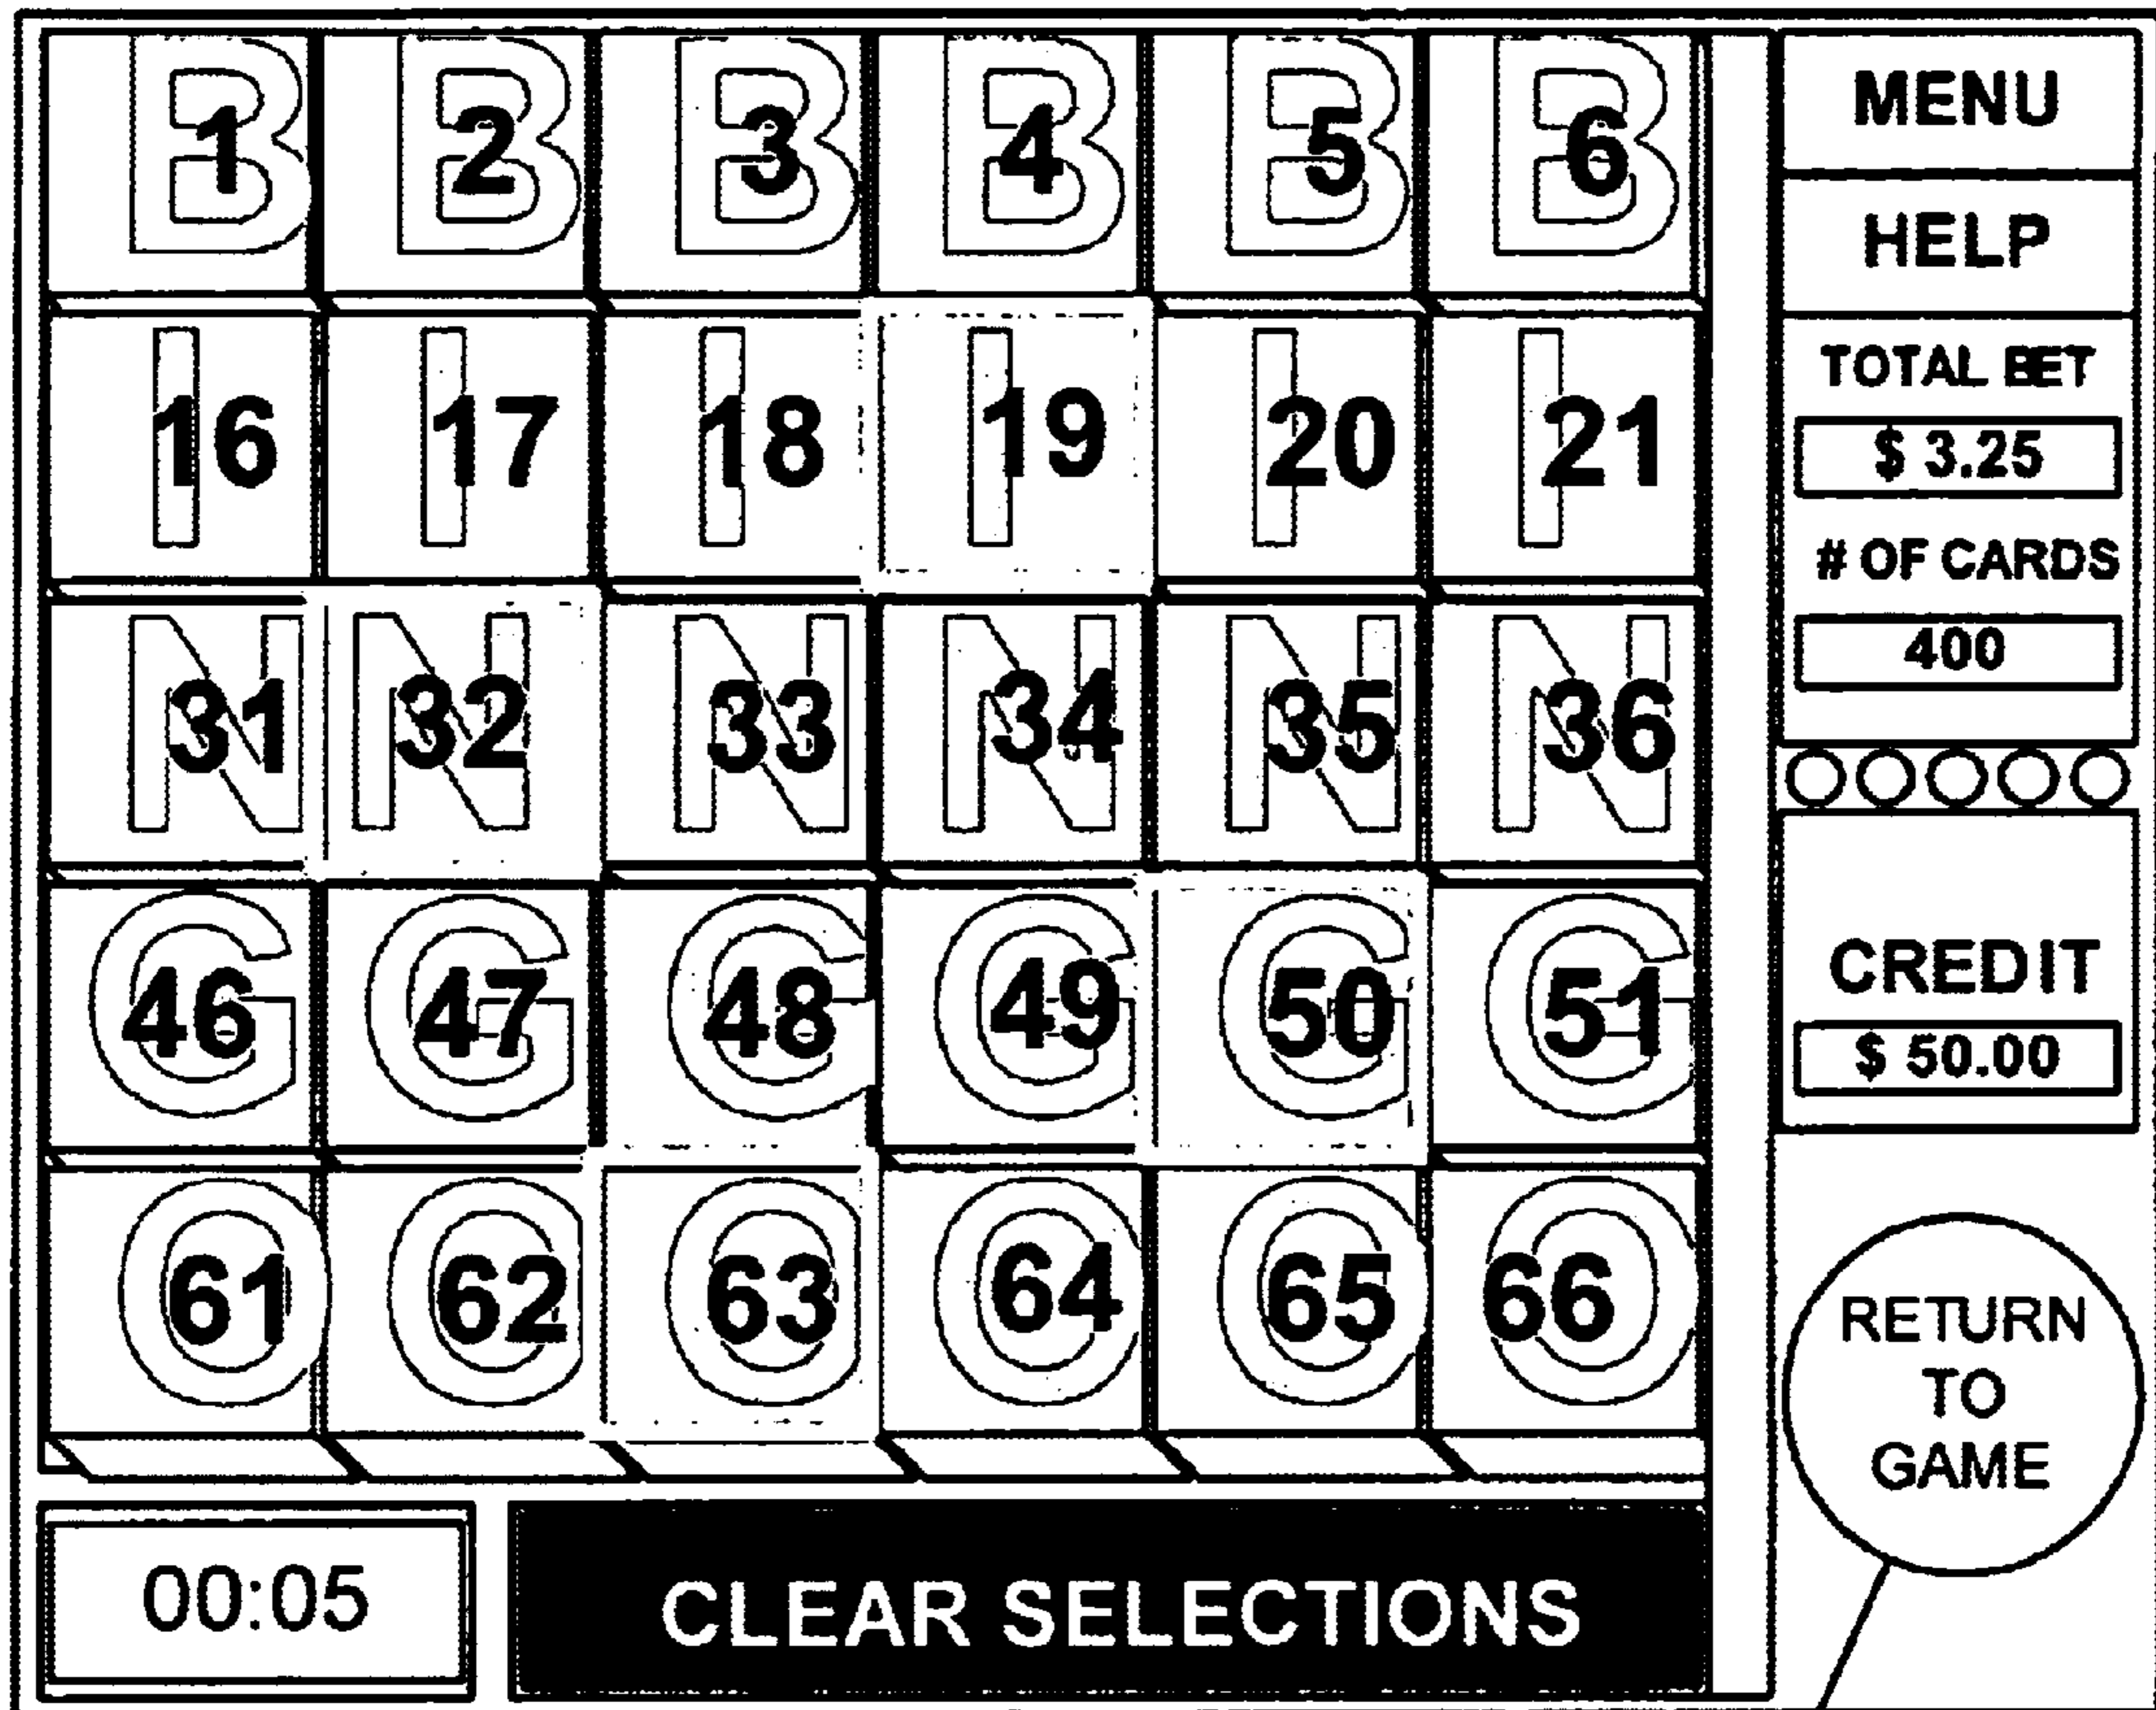 B 1 B 2 B 3 B 4 B 5 B 6
I 16 I 17 I 18 I 19 I 20 I 21
N 31 N 32 N 33 N 34 N 35 N 36
G 46 G 47 G 48 G 49 G 50 G 51
O 61 O 62 O 63 O 64 O 65 O 66
00:05
CLEAR SELECTIONS
MENU
HELP
TOTAL BET
$ 3.25
# OF CARDS
400
CREDIT
$ 50.00
RETURN
TO
GAME